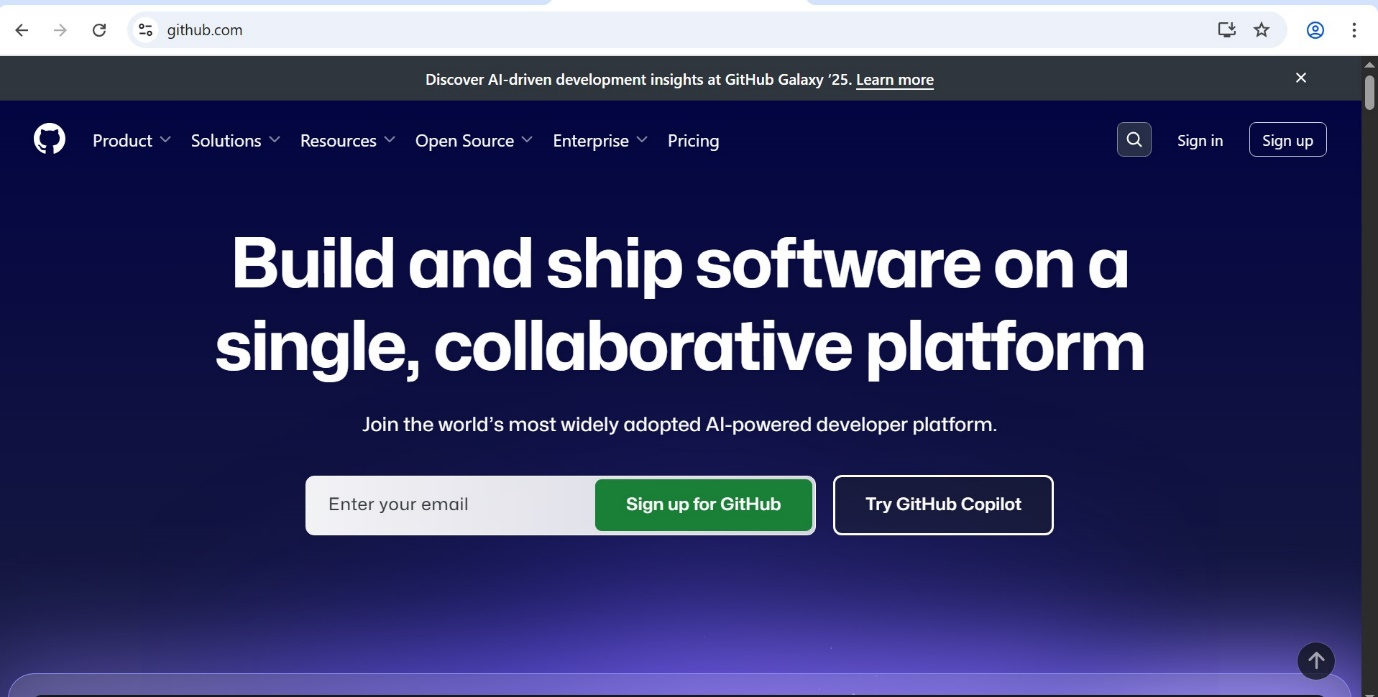 github.com
Discover AI-driven development insights at GitHub Galaxy ’25. Learn more
Product Solutions Resources Open Source Enterprise Pricing Sign in Sign up
Build and ship software on a
single, collaborative platform
Join the world’s most widely adopted AI-powered developer platform.
Enter your email Sign up for GitHub Try GitHub Copilot